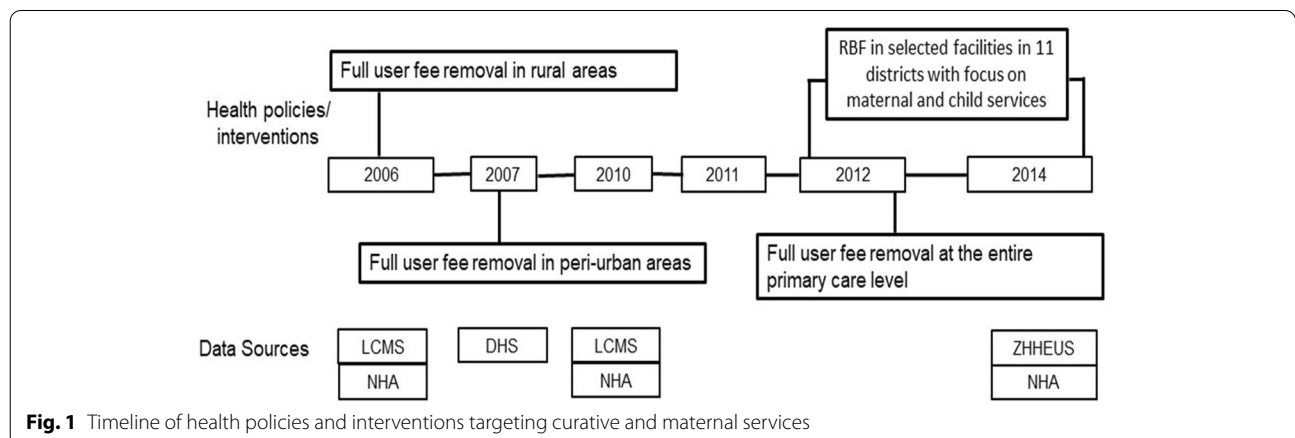 RBF in selected facilities in 11
districts with focus on
maternal and child services
Full user fee removal in rural areas
Health policies/
interventions
2006 2007 2010 2011 2012 2014
Full user fee removal in peri-urban areas
Full user fee removal at the entire
primary care level
Data Sources LCMS DHS LCMS ZHHEUS
NHA NHA NHA
Fig. 1 Timeline of health policies and interventions targeting curative and maternal services